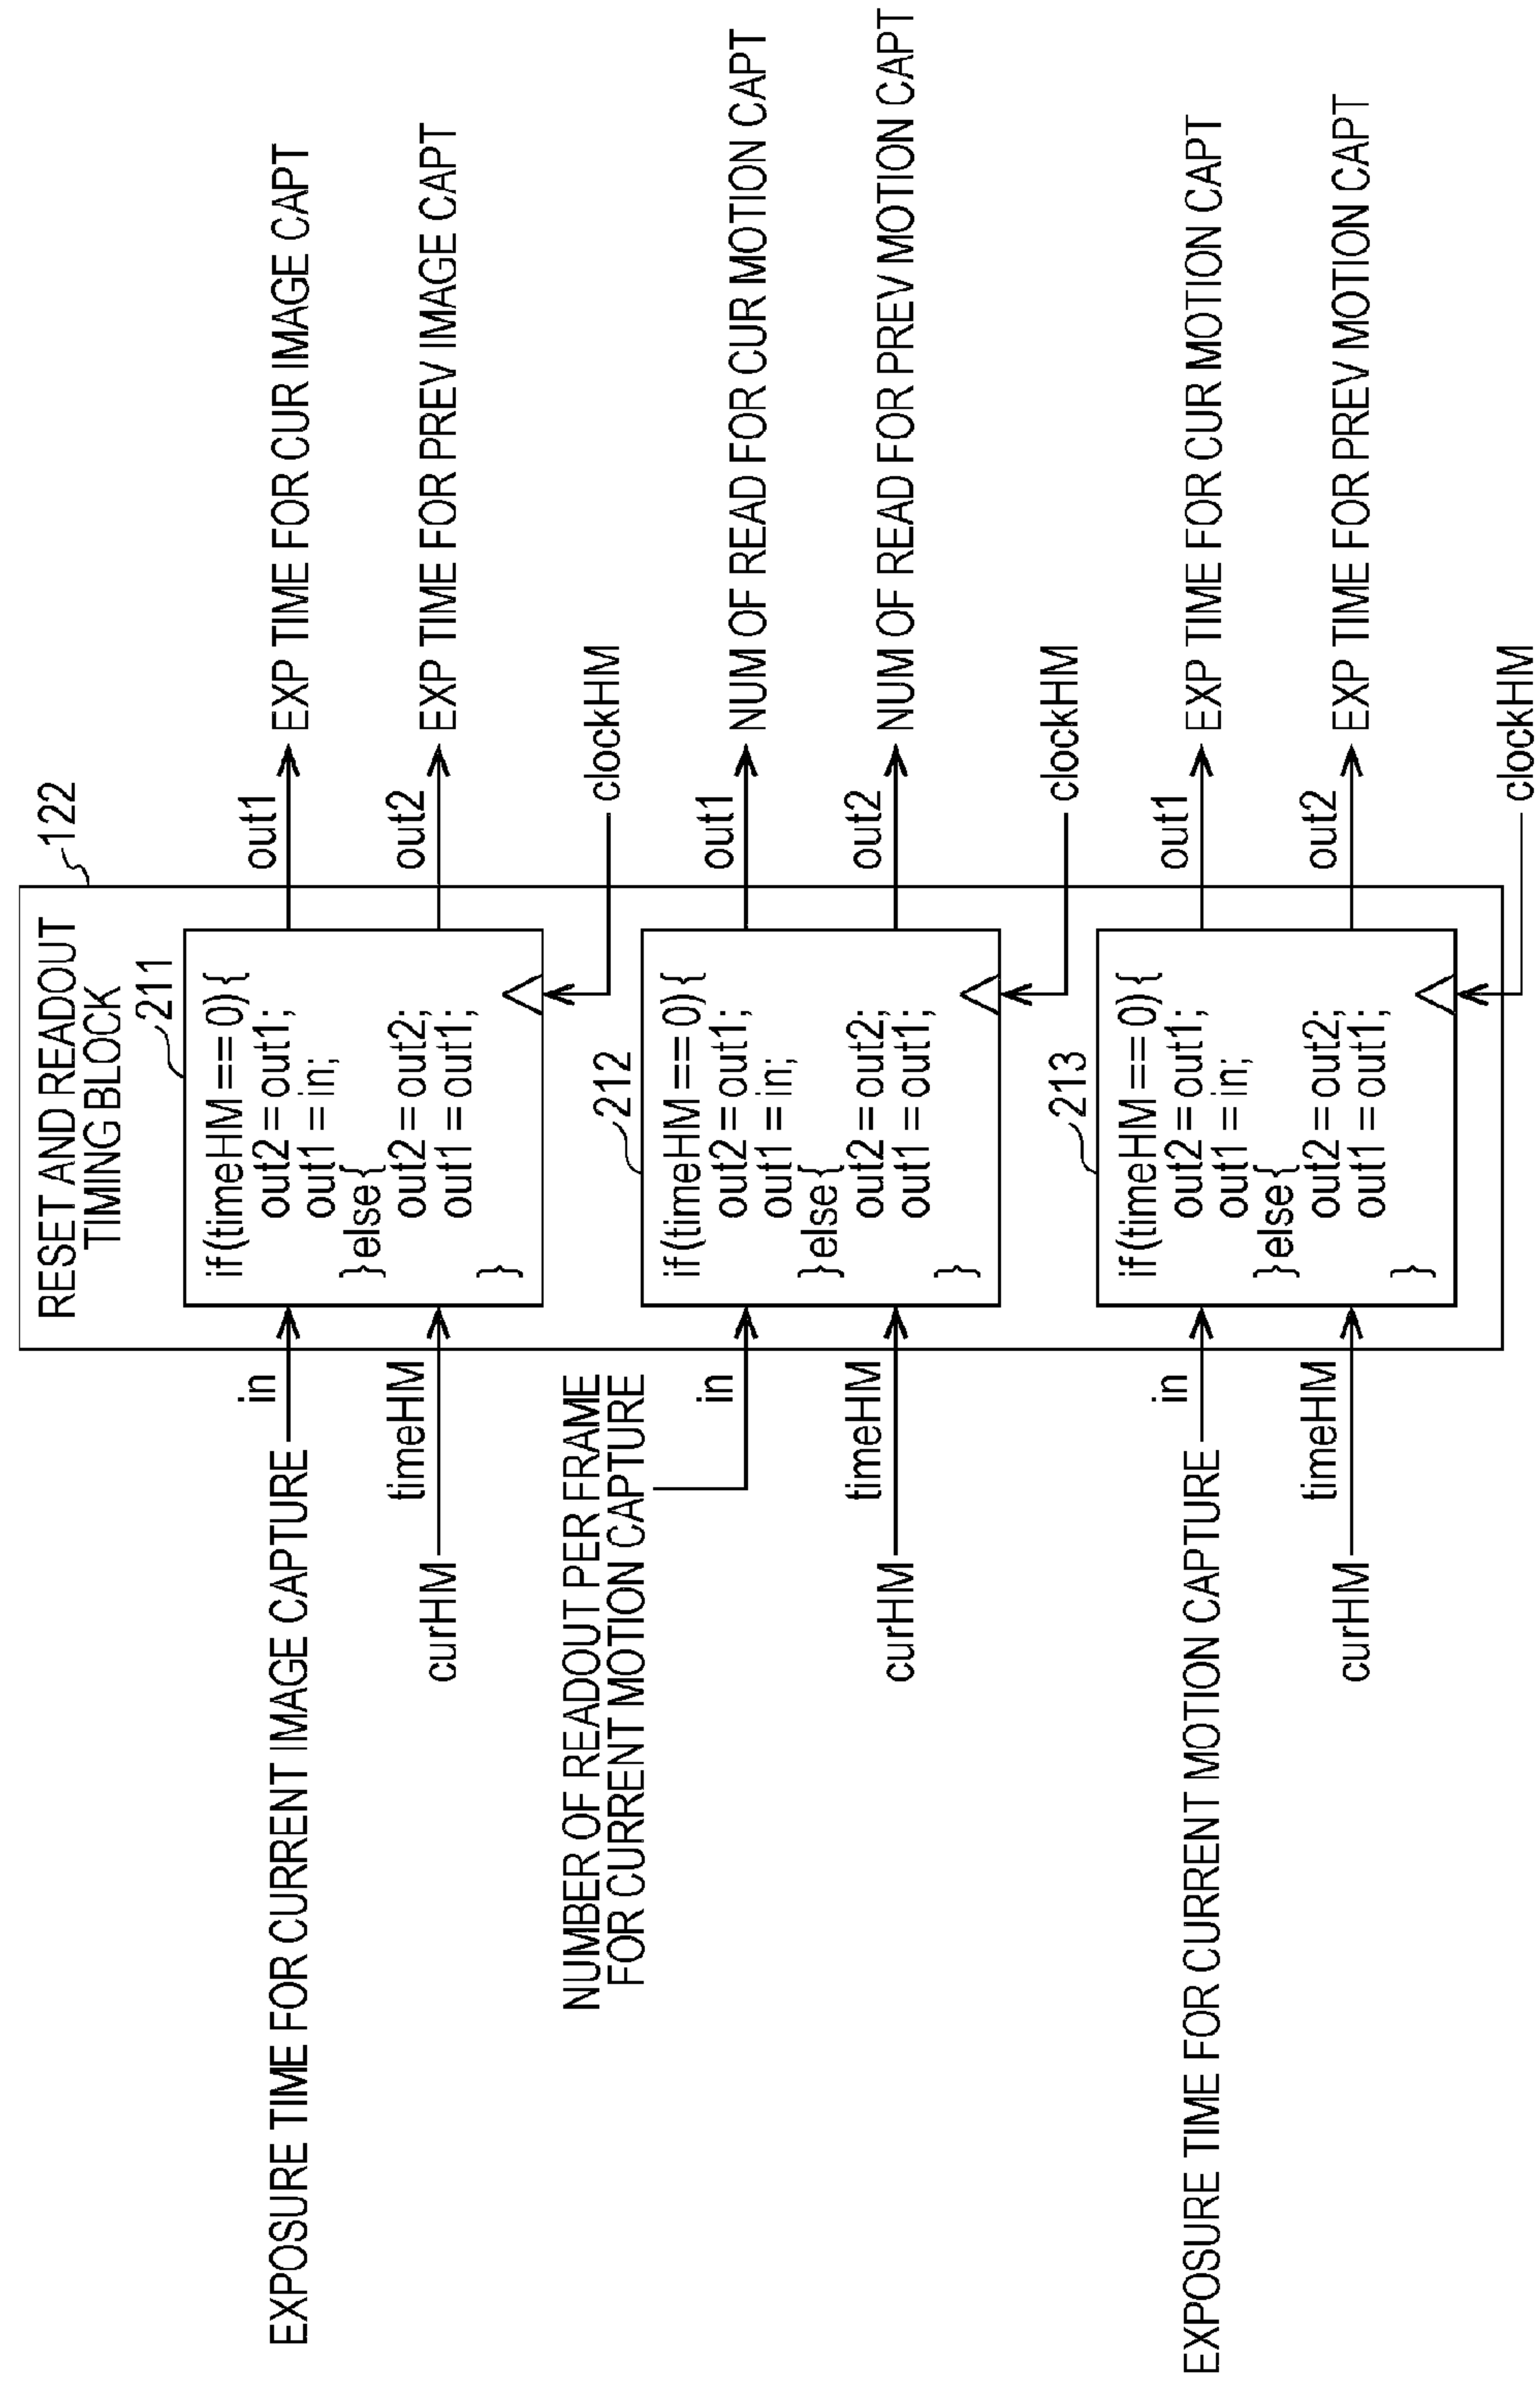 RESET AND READOUT
TIMING BLOCK
122
EXPOSURE TIME FOR CURRENT IMAGE CAPTURE
in
curHM
timeHM
211
if(timeHM == 0) {
out2 = out1;
out1 = in;
} else {
out2 = out2;
out1 = out1;
}
out1
EXP TIME FOR CUR IMAGE CAPT
out2
EXP TIME FOR PREV IMAGE CAPT
clockHM
NUMBER OF READOUT PER FRAME
FOR CURRENT MOTION CAPTURE
in
curHM
timeHM
212
if(timeHM == 0) {
out2 = out1;
out1 = in;
} else {
out2 = out2;
out1 = out1;
}
out1
NUM OF READ FOR CUR MOTION CAPT
out2
NUM OF READ FOR PREV MOTION CAPT
clockHM
EXPOSURE TIME FOR CURRENT MOTION CAPTURE
in
curHM
timeHM
213
if(timeHM == 0) {
out2 = out1;
out1 = in;
} else {
out2 = out2;
out1 = out1;
}
out1
EXP TIME FOR CUR MOTION CAPT
out2
EXP TIME FOR PREV MOTION CAPT
clockHM